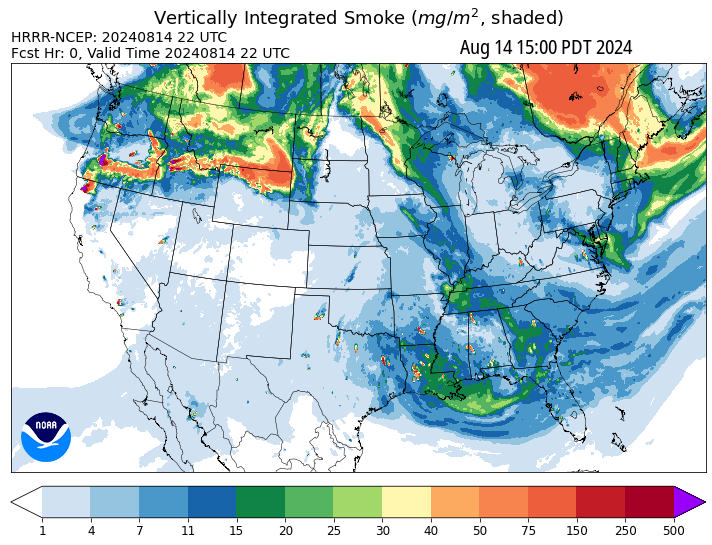 Vertically Integrated Smoke (mg/m², shaded)
HRRR-NCEP: 20240814 22 UTC
Fcst Hr: 0, Valid Time 20240814 22 UTC
Aug 14 15:00 PDT 2024
NOAA
1 4 7 11 15 20 25 30 40 50 75 150 250 500